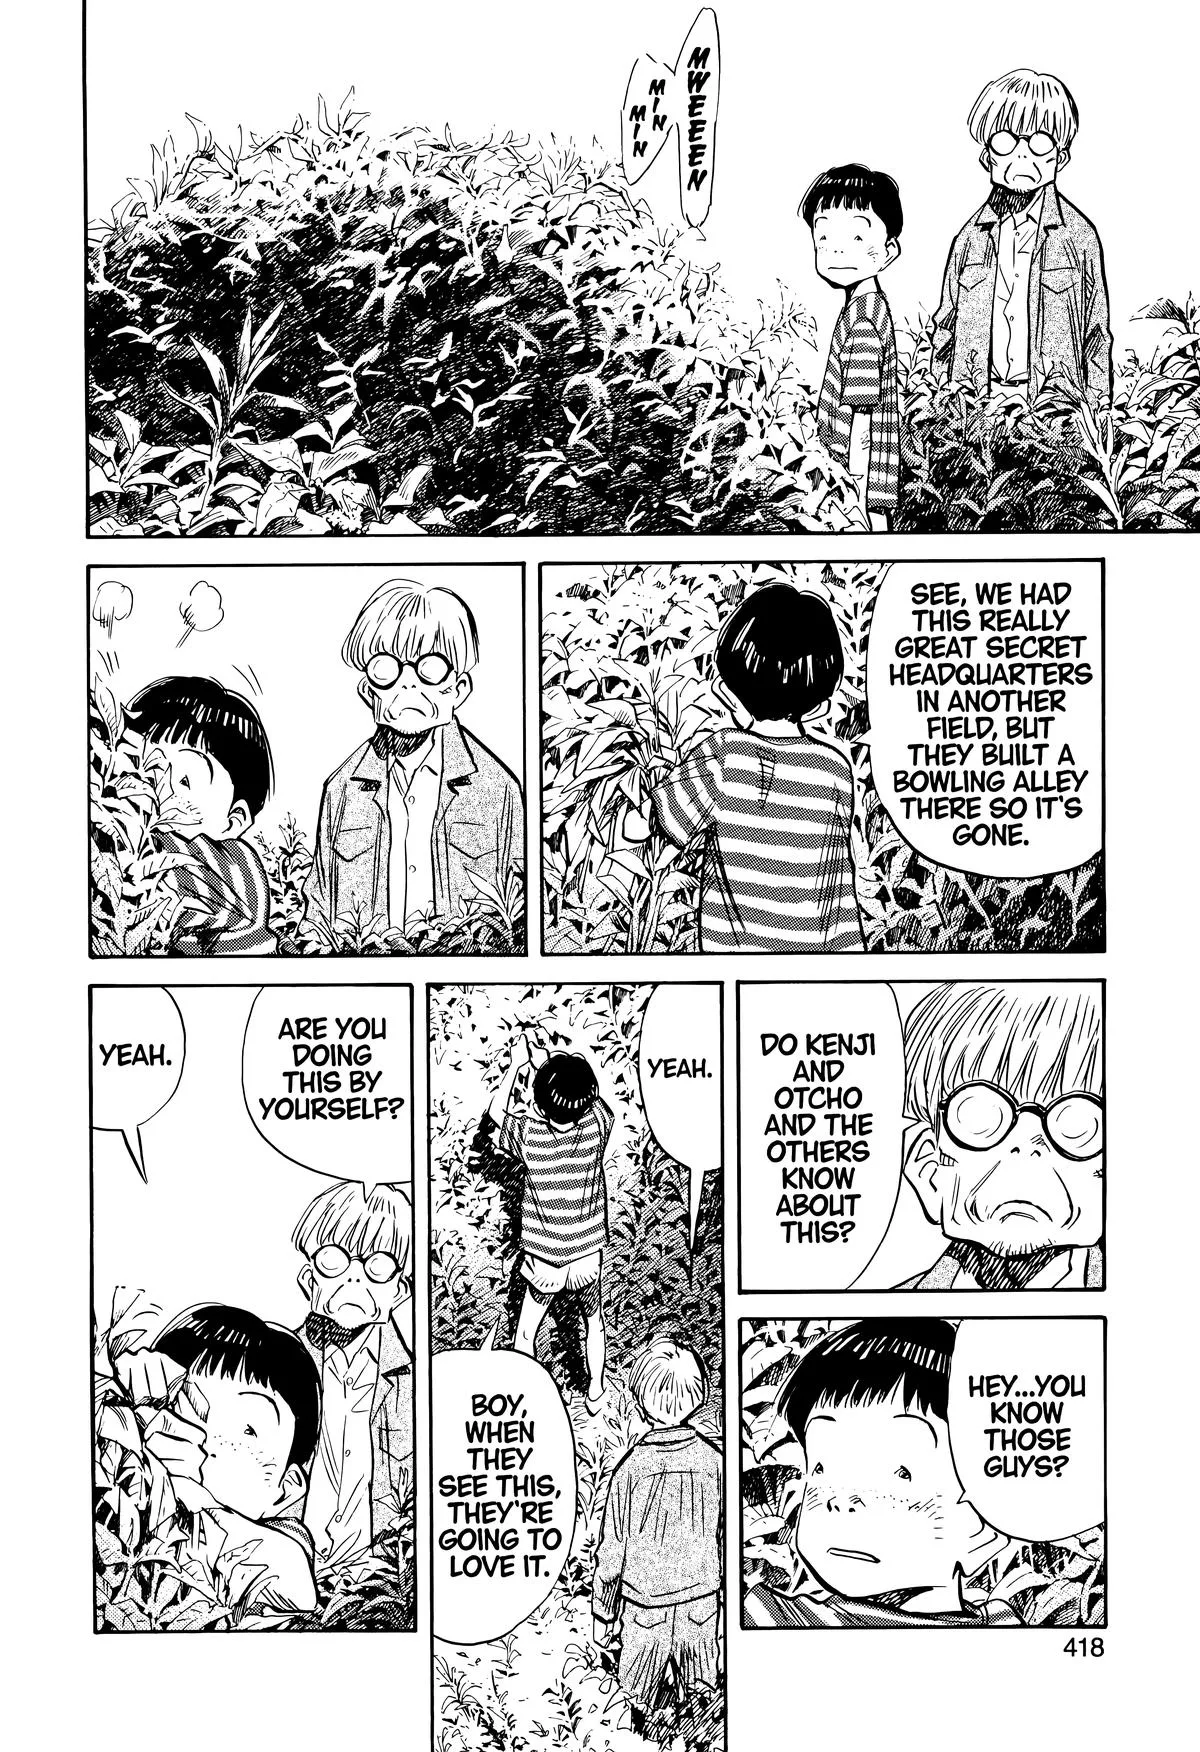 MWEEEEN
MIN
MIN
SEE, WE HAD
THIS REALLY
GREAT SECRET
HEADQUARTERS
IN ANOTHER
FIELD, BUT
THEY BUILT A
BOWLING ALLEY
THERE SO IT'S
GONE.
DO KENJI
AND
OTCHO
AND THE
OTHERS
KNOW
ABOUT
THIS?
HEY...YOU
KNOW
THOSE
GUYS?
YEAH.
BOY,
WHEN
THEY
SEE THIS,
THEY'RE
GOING TO
LOVE IT.
ARE YOU
DOING
THIS BY
YOURSELF?
YEAH.
418